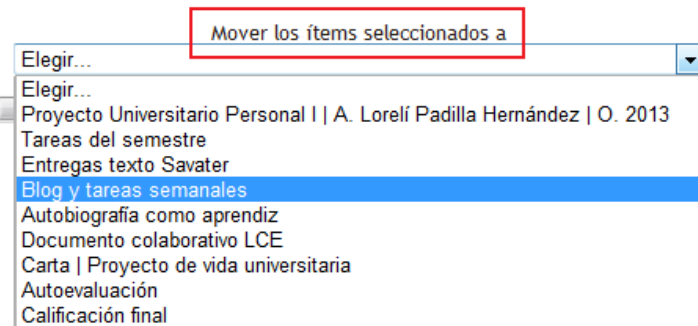 Mover los ítems seleccionados a
Elegir...
Elegir...
Proyecto Universitario Personal I | A. Lorelí Padilla Hernández | O. 2013
Tareas del semestre
Entregas texto Savater
Blog y tareas semanales
Autobiografía como aprendiz
Documento colaborativo LCE
Carta | Proyecto de vida universitaria
Autoevaluación
Calificación final